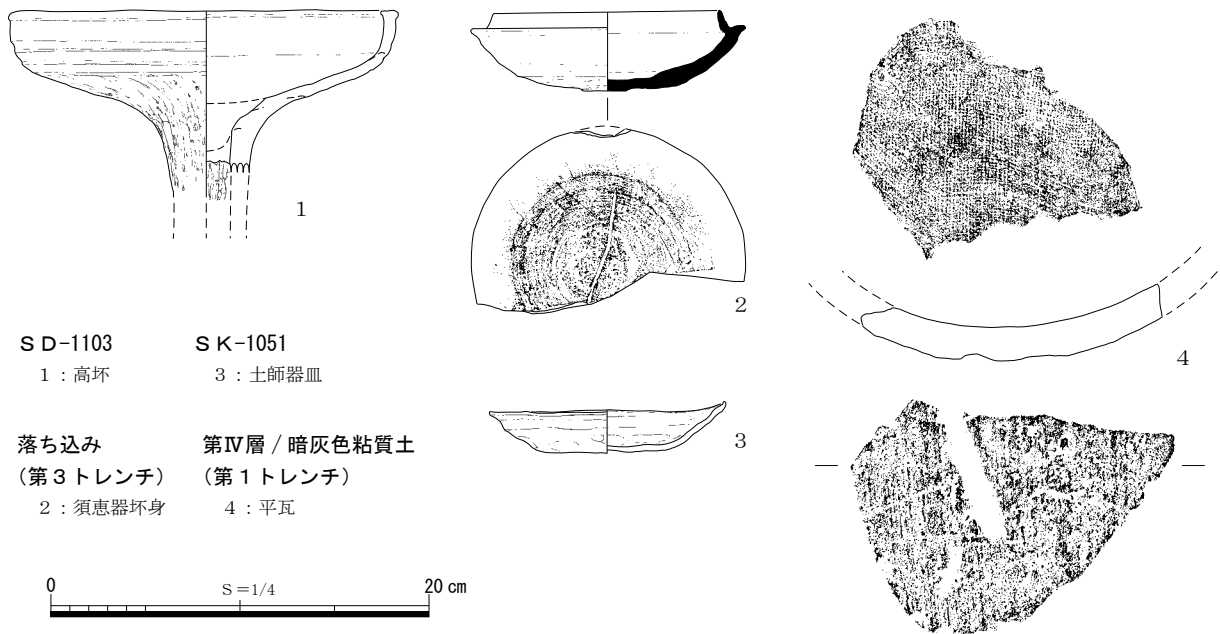 1
2
3
4
ＳＤ-1103
1：高坏
ＳＫ-1051
3：土師器皿
落ち込み
（第３トレンチ）
2：須恵器坏身
第Ⅳ層 / 暗灰色粘質土
（第１トレンチ）
4：平瓦
0
S＝1/4
20 cm